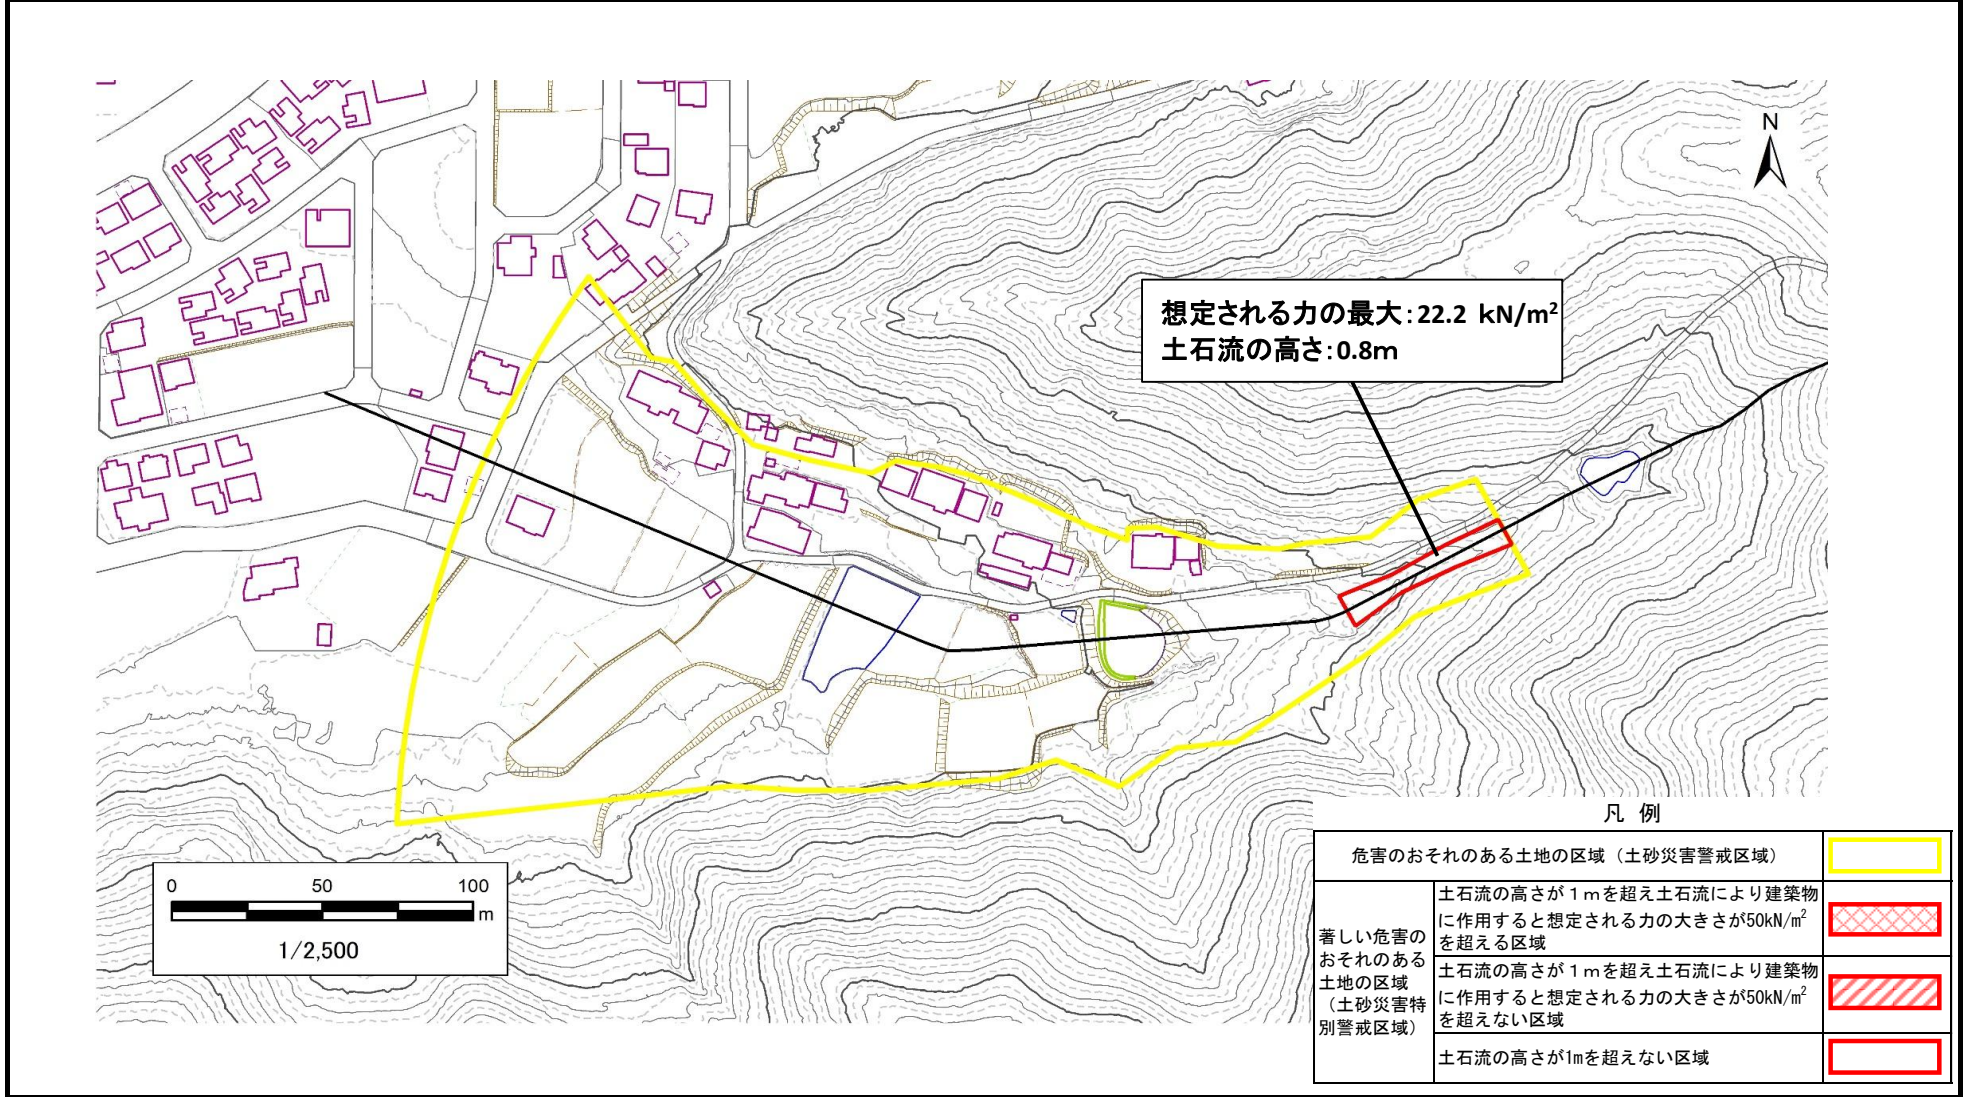 N
想定される力の最大:22.2 kN/m²
土石流の高さ:0.8m
0 50 100
m
1/2,500
凡 例
危害のおそれのある土地の区域（土砂災害警戒区域）
著しい危害の
おそれのある
土地の区域
（土砂災害特
別警戒区域）
土石流の高さが１ｍを超え土石流により建築物
に作用すると想定される力の大きさが50kN/㎡
を超える区域
土石流の高さが１ｍを超え土石流により建築物
に作用すると想定される力の大きさが50kN/㎡
を超えない区域
土石流の高さが1mを超えない区域